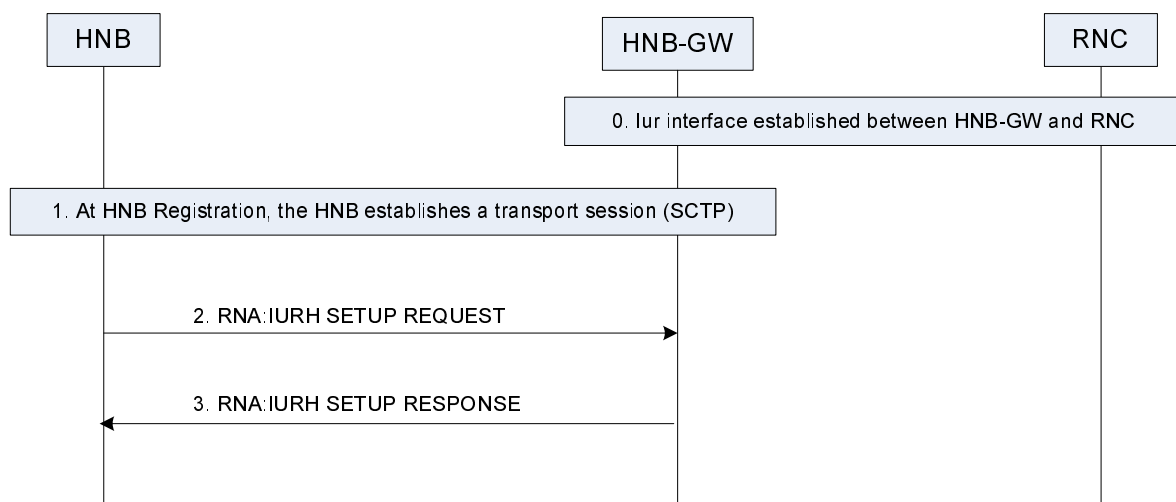 HNB
HNB-GW
RNC
0. Iur interface established between HNB-GW and RNC
1. At HNB Registration, the HNB establishes a transport session (SCTP)
2. RNA:IURH SETUP REQUEST
3. RNA:IURH SETUP RESPONSE